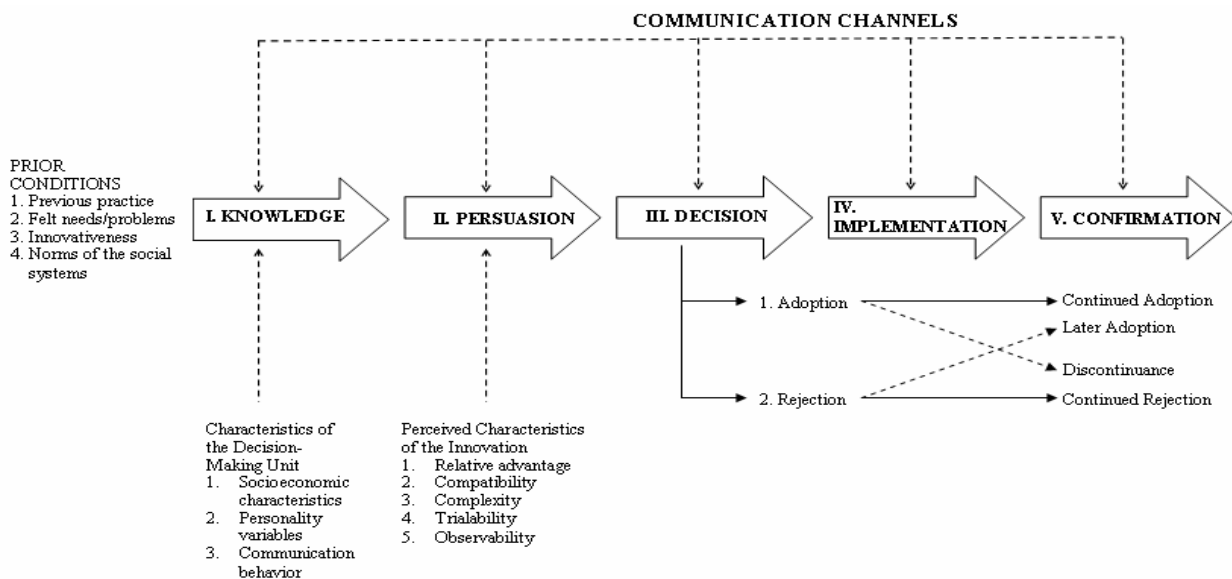 COMMUNICATION CHANNELS
PRIOR
CONDITIONS
1. Previous practice
2. Felt needs/problems
3. Innovativeness
4. Norms of the social
systems
I. KNOWLEDGE
II. PERSUASION
III. DECISION
IV.
IMPLEMENTATION
V. CONFIRMATION
1. Adoption
2. Rejection
Continued Adoption
Later Adoption
Discontinuance
Continued Rejection
Characteristics of
the Decision-
Making Unit
1. Socioeconomic
characteristics
2. Personality
variables
3. Communication
behavior
Perceived Characteristics
of the Innovation
1. Relative advantage
2. Compatibility
3. Complexity
4. Trialability
5. Observability